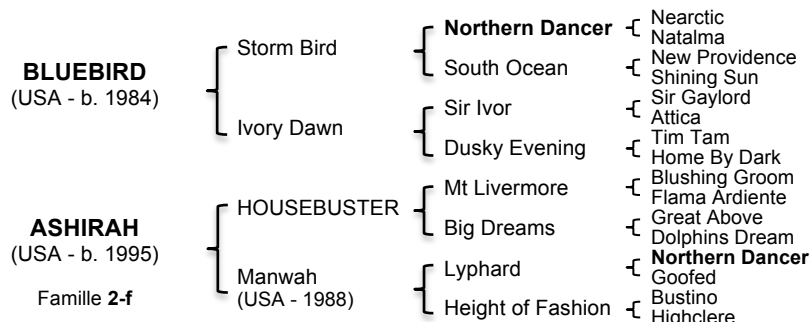 BLUEBIRD
(USA - b. 1984)
Storm Bird
Northern Dancer
Nearctic
Natalma
South Ocean
New Providence
Shining Sun
Ivory Dawn
Sir Ivor
Sir Gaylord
Attica
Dusky Evening
Tim Tam
Home By Dark
ASHIRAH
(USA - b. 1995)
Famille 2-f
HOUSEBUSTER
Mt Livermore
Blushing Groom
Flama Ardiente
Big Dreams
Great Above
Dolphins Dream
Manwah
(USA - 1988)
Lyphard
Northern Dancer
Goofed
Height of Fashion
Bustino
Highclere